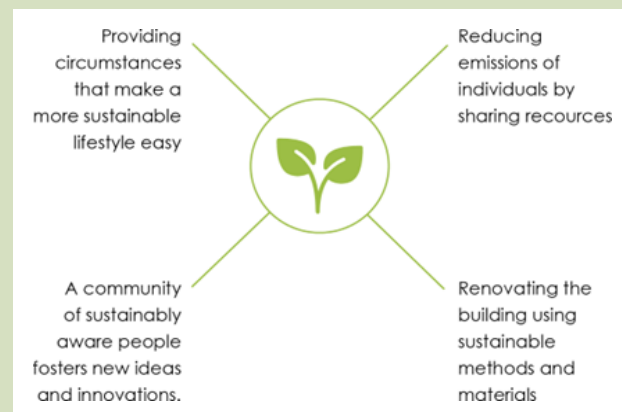 Providing
circumstances
that make a
more sustainable
lifestyle easy
Reducing
emissions of
individuals by
sharing recources
A community
of sustainably
aware people
fosters new ideas
and innovations.
Renovating the
building using
sustainable
methods and
materials